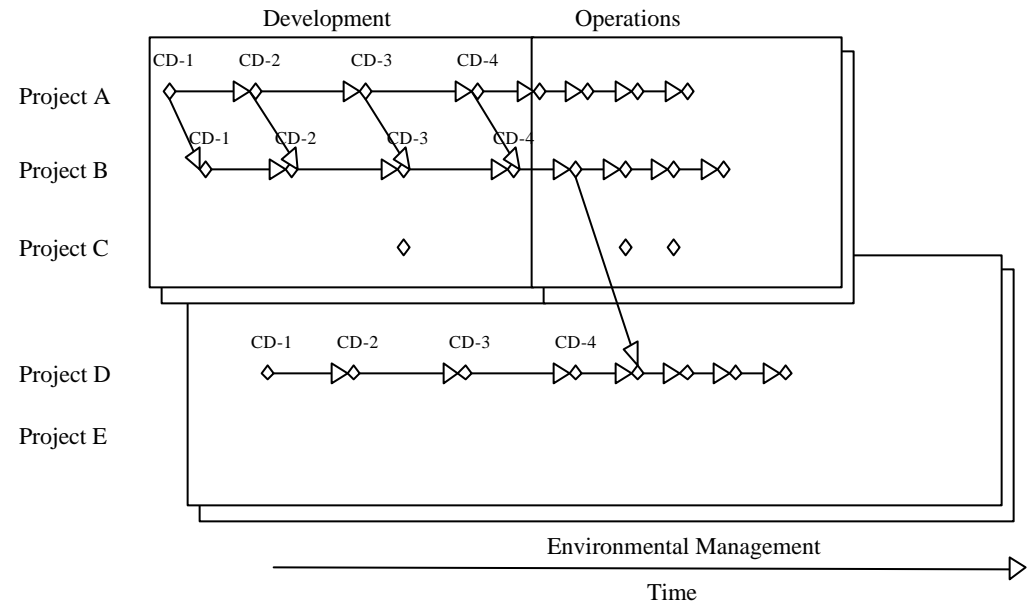 Development Operations
CD-1 CD-2 CD-3 CD-4
Project A
CD-1 CD-2 CD-3 CD-4
Project B
Project C
CD-1 CD-2 CD-3 CD-4
Project D
Project E
Environmental Management
Time